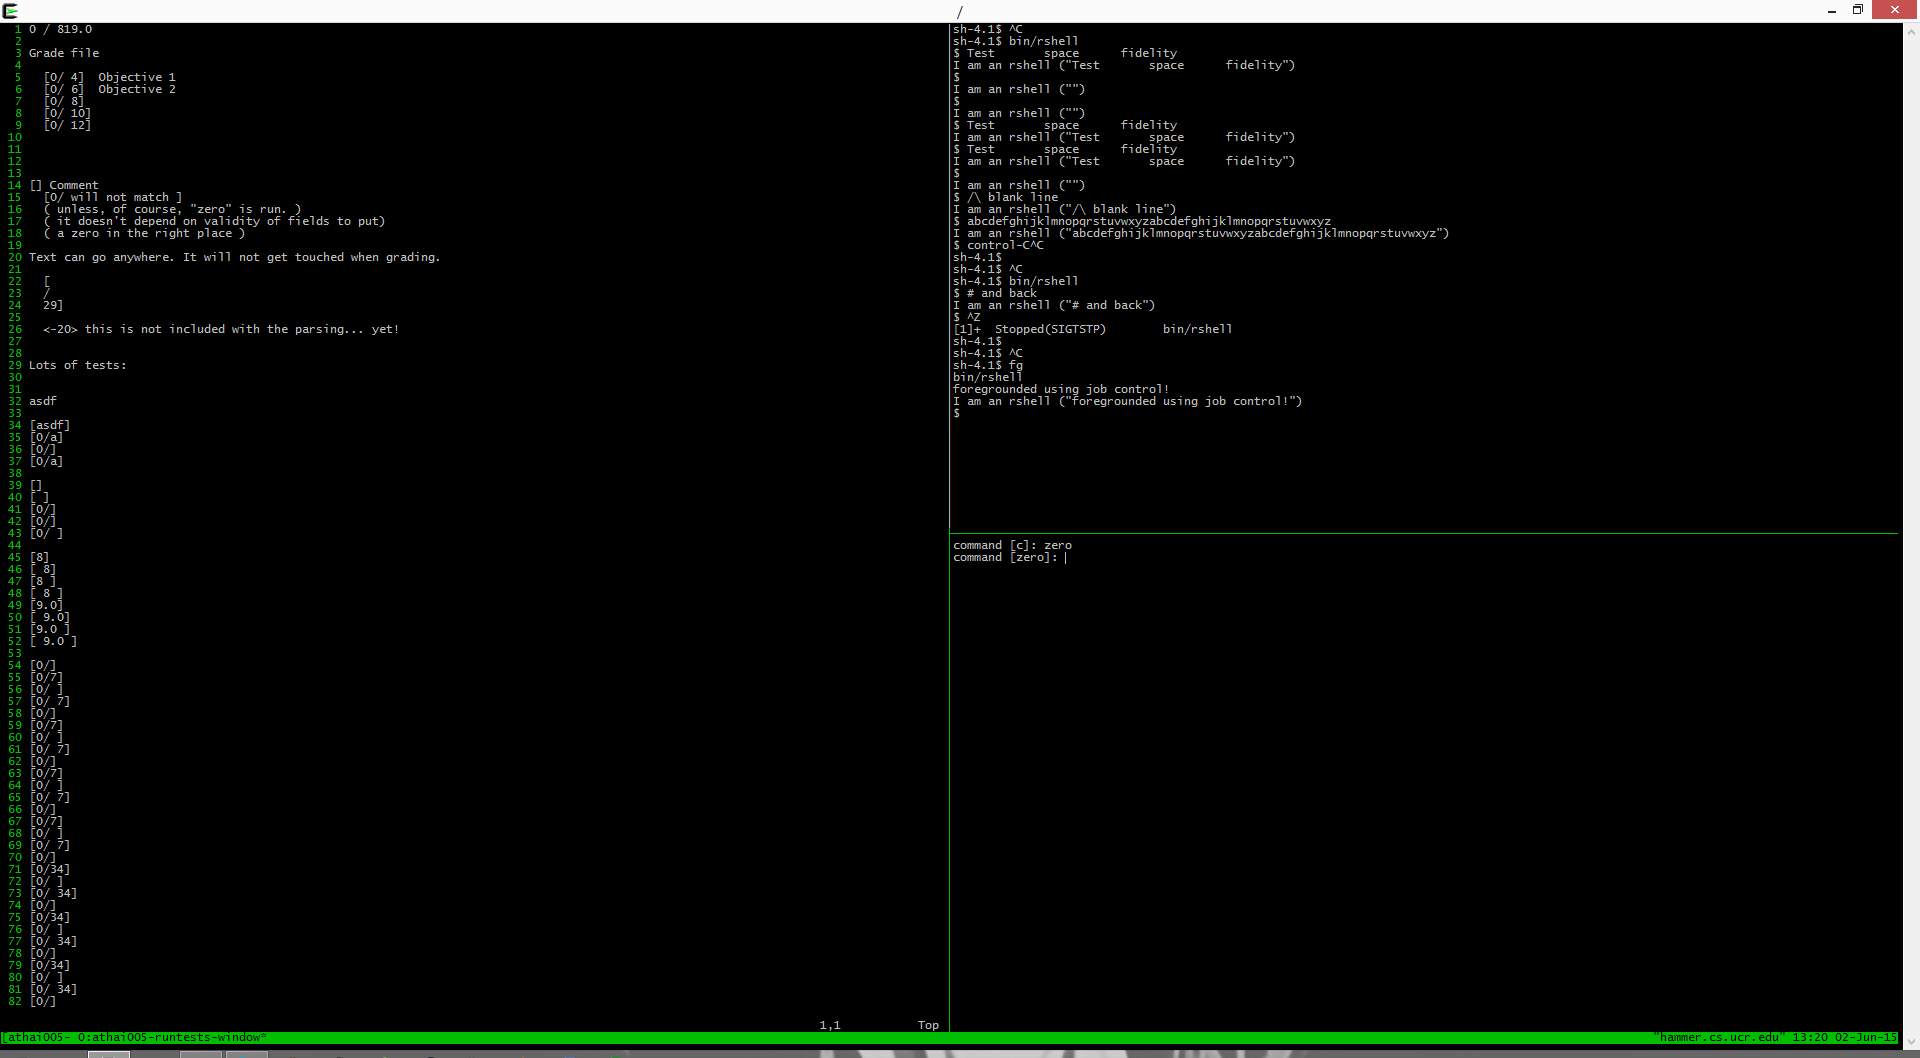 /
1 0 / 819.0
2
3 Grade file
4
5   [0/ 4]  Objective 1
6   [0/ 6]  Objective 2
7   [0/ 8]
8   [0/ 10]
9   [0/ 12]
10
11
12
13
14 [] Comment
15   [0/ will not match ]
16   ( unless, of course, "zero" is run. )
17   ( it doesn't depend on validity of fields to put)
18   ( a zero in the right place )
19
20 Text can go anywhere. It will not get touched when grading.
21
22   [
23   /
24   29]
25
26   <-20> this is not included with the parsing... yet!
27
28
29 Lots of tests:
30
31
32 asdf
33
34 [asdf]
35 [0/a]
36 [0/]
37 [0/a]
38
39 []
40 [ ]
41 [0/]
42 [0/]
43 [0/ ]
44
45 [8]
46 [ 8]
47 [8 ]
48 [ 8 ]
49 [9.0]
50 [ 9.0]
51 [9.0 ]
52 [ 9.0 ]
53
54 [0/]
55 [0/7]
56 [0/ ]
57 [0/ 7]
58 [0/]
59 [0/7]
60 [0/ ]
61 [0/ 7]
62 [0/]
63 [0/7]
64 [0/ ]
65 [0/ 7]
66 [0/]
67 [0/7]
68 [0/ ]
69 [0/ 7]
70 [0/]
71 [0/34]
72 [0/ ]
73 [0/ 34]
74 [0/]
75 [0/34]
76 [0/ ]
77 [0/ 34]
78 [0/]
79 [0/34]
80 [0/ ]
81 [0/ 34]
82 [0/]
1,1           Top
sh-4.1$ ^C
sh-4.1$ bin/rshell
$ Test       space      fidelity
I am an rshell ("Test       space      fidelity")
$
I am an rshell ("")
$
I am an rshell ("")
$ Test       space      fidelity
I am an rshell ("Test       space      fidelity")
$ Test       space      fidelity
I am an rshell ("Test       space      fidelity")
$
I am an rshell ("")
$ /\ blank line
I am an rshell ("/\ blank line")
$ abcdefghijklmnopqrstuvwxyzabcdefghijklmnopqrstuvwxyz
I am an rshell ("abcdefghijklmnopqrstuvwxyzabcdefghijklmnopqrstuvwxyz")
$ control-C^C
sh-4.1$
sh-4.1$ ^C
sh-4.1$ bin/rshell
$ # and back
I am an rshell ("# and back")
$ ^Z
[1]+  Stopped(SIGTSTP)        bin/rshell
sh-4.1$
sh-4.1$ ^C
sh-4.1$ fg
bin/rshell
foregrounded using job control!
I am an rshell ("foregrounded using job control!")
$
command [c]: zero
command [zero]:
[athai005- 0:athai005-runtests-window*
"hammer.cs.ucr.edu" 13:20 02-Jun-15